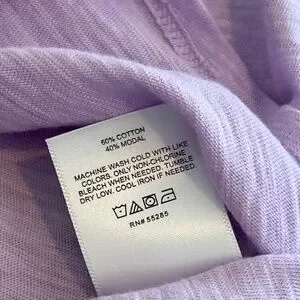 60% COTTON
40% MODAL
MACHINE WASH COLD WITH LIKE
COLORS. ONLY NON-CHLORINE
BLEACH WHEN NEEDED. TUMBLE
DRY LOW. COOL IRON IF NEEDED.
RN# 55285